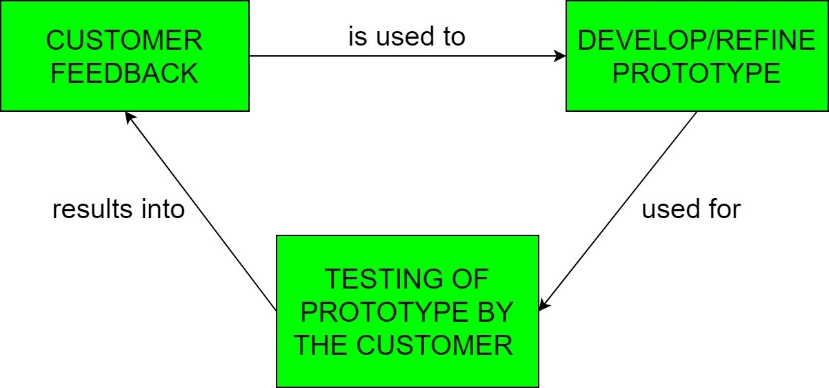 CUSTOMER
FEEDBACK
is used to
DEVELOP/REFINE
PROTOTYPE
results into
used for
TESTING OF
PROTOTYPE BY
THE CUSTOMER